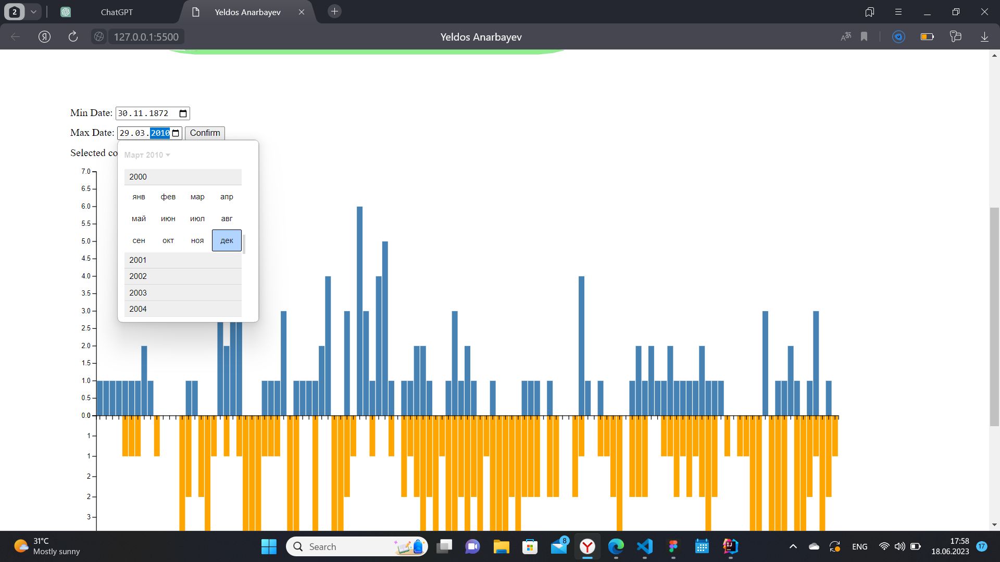 2
ChatGPT
Yeldos Anarbayev
127.0.0.1:5500
Yeldos Anarbayev
Min Date: 30.11.1872
Max Date: 29.03.2010
Confirm
Selected co
Март 2010
2000
янв фев мар апр
май июн июл авг
сен окт ноя дек
2001
2002
2003
2004
7.0
6.5
6.0
5.5
5.0
4.5
4.0
3.5
3.0
2.5
2.0
1.5
1.0
0.5
0.0
1
1
2
2
3
31°C
Mostly sunny
Search
8
ENG
17:58
18.06.2023
17